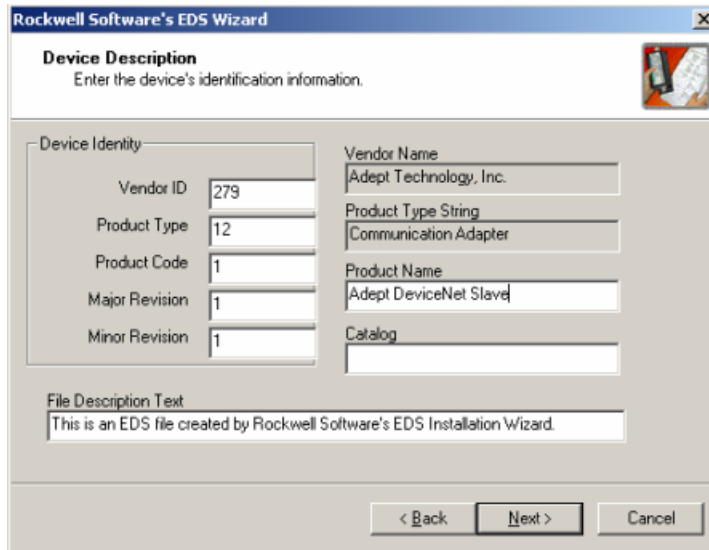 Rockwell Software's EDS Wizard
Device Description
Enter the device's identification information.
Device Identity
Vendor ID 279
Product Type 12
Product Code 1
Major Revision 1
Minor Revision 1
Vendor Name
Adept Technology, Inc.
Product Type String
Communication Adapter
Product Name
Adept DeviceNet Slave
Catalog
File Description Text
This is an EDS file created by Rockwell Software's EDS Installation Wizard.
< Back Next > Cancel